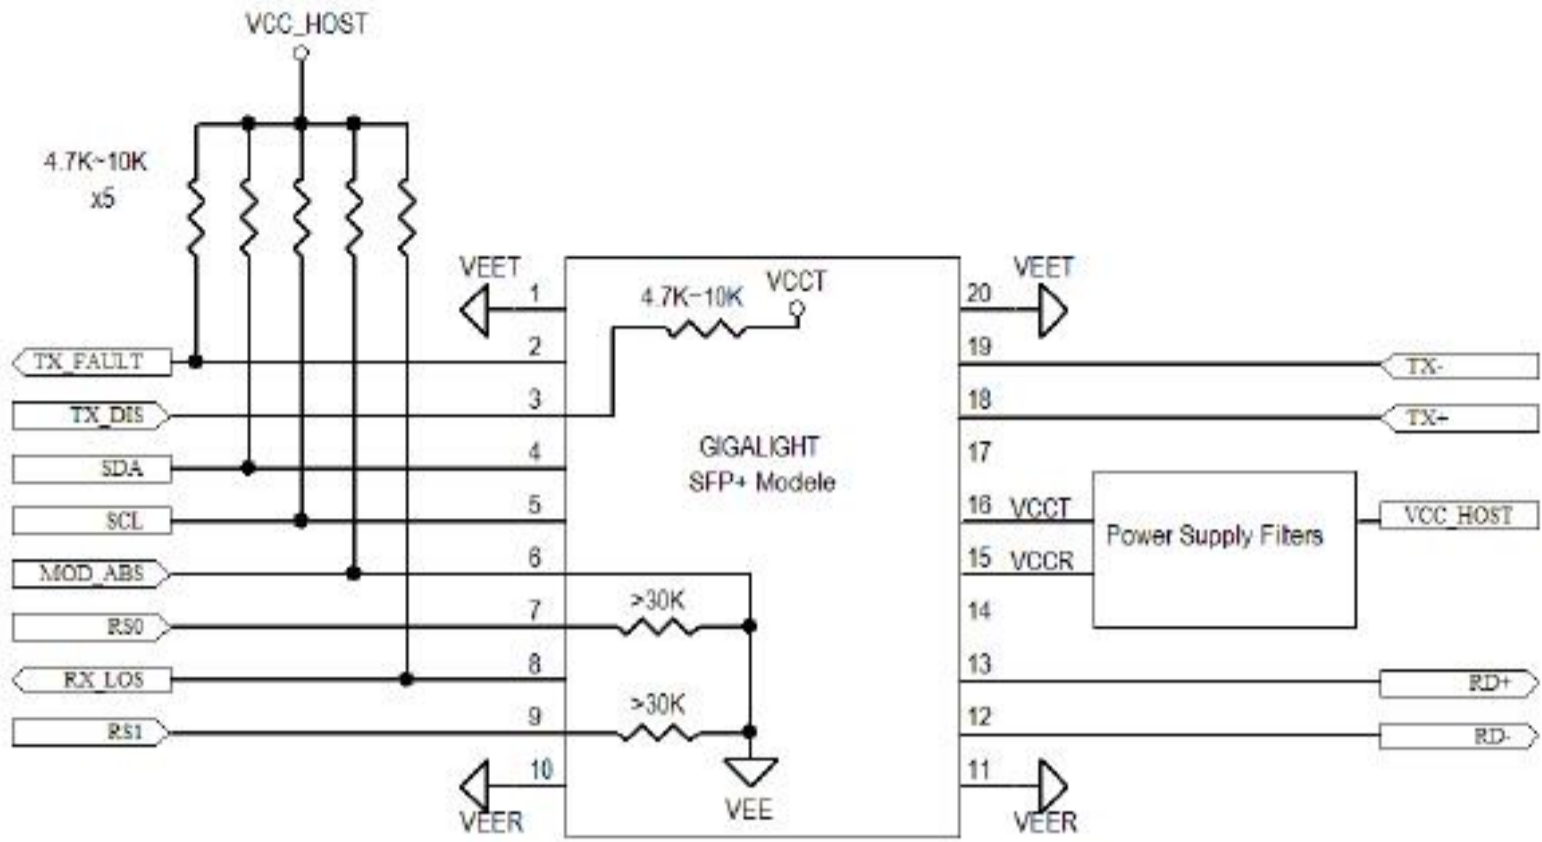 VCC_HOST
4.7K~10K
x5
VEET
1
4.7K~10K
VCCT
20
VEET
TX_FAULT
2
19
TX-
TX_DIS
3
18
TX+
GIGALIGHT
SFP+ Modele
SDA
4
17
SCL
5
16
VCCT
Power Supply Filters
VCC_HOST
MOD_ABS
6
15
VCCR
RS0
7
>30K
14
RX_LOS
8
13
RD+
RS1
9
>30K
12
RD-
10
VEER
VEE
11
VEER